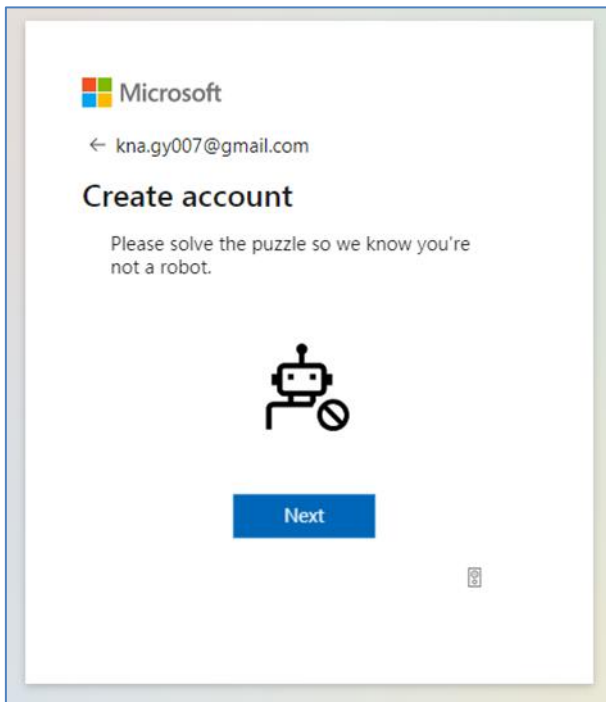 Microsoft
← kna.gy007@gmail.com
Create account
Please solve the puzzle so we know you're
not a robot.
Next